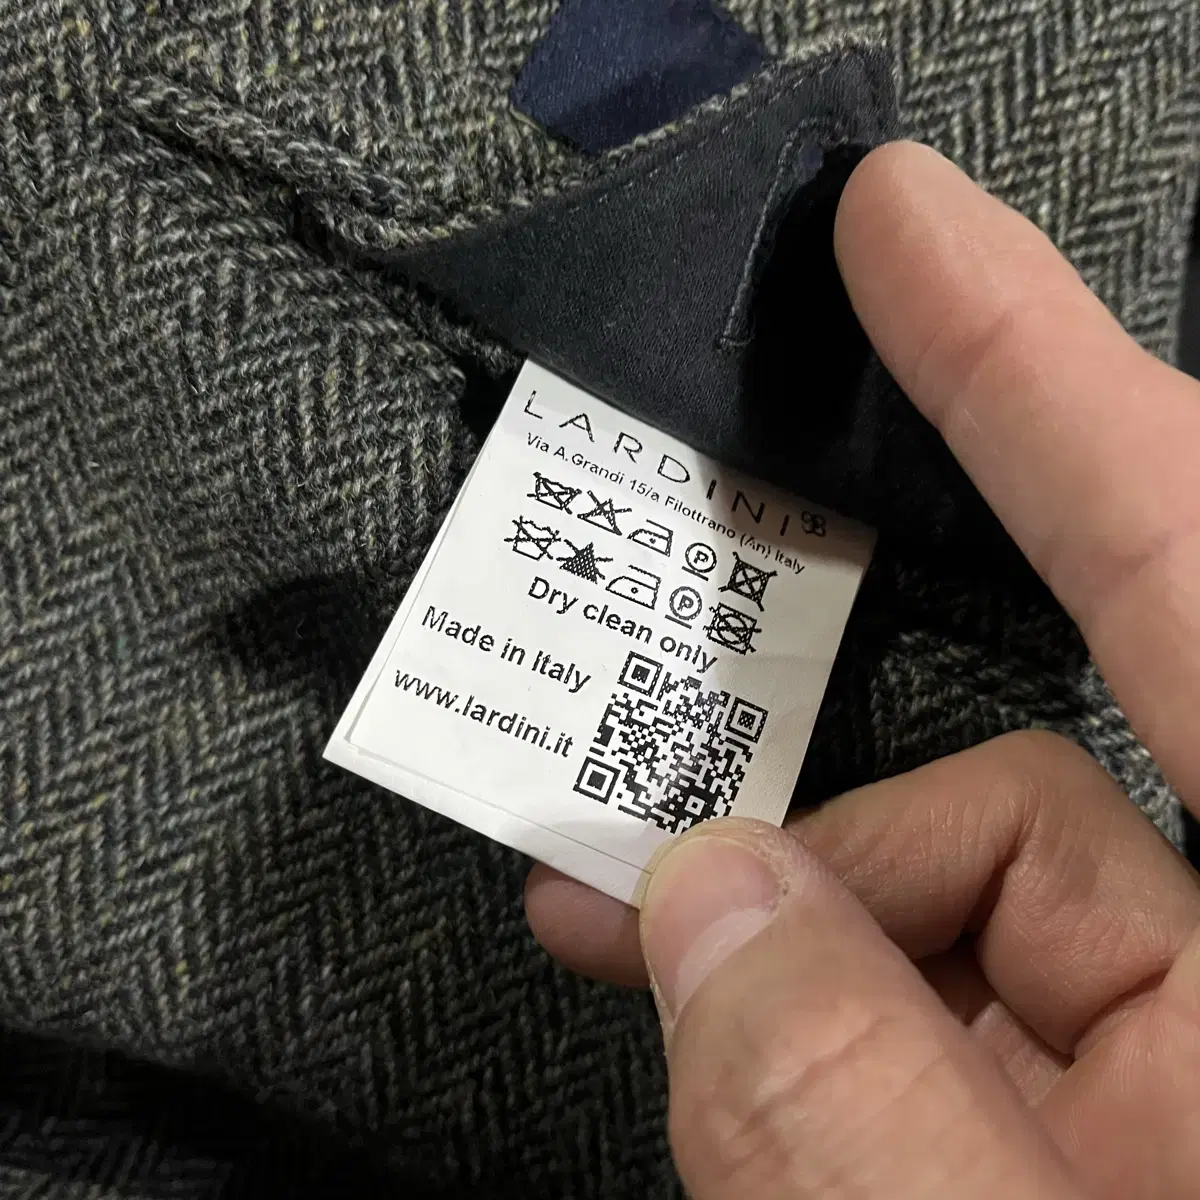 LARDINI
Via A.Grandi 15/a Filottrano (An) Italy
P
P
Dry clean only
Made in Italy
www.lardini.it